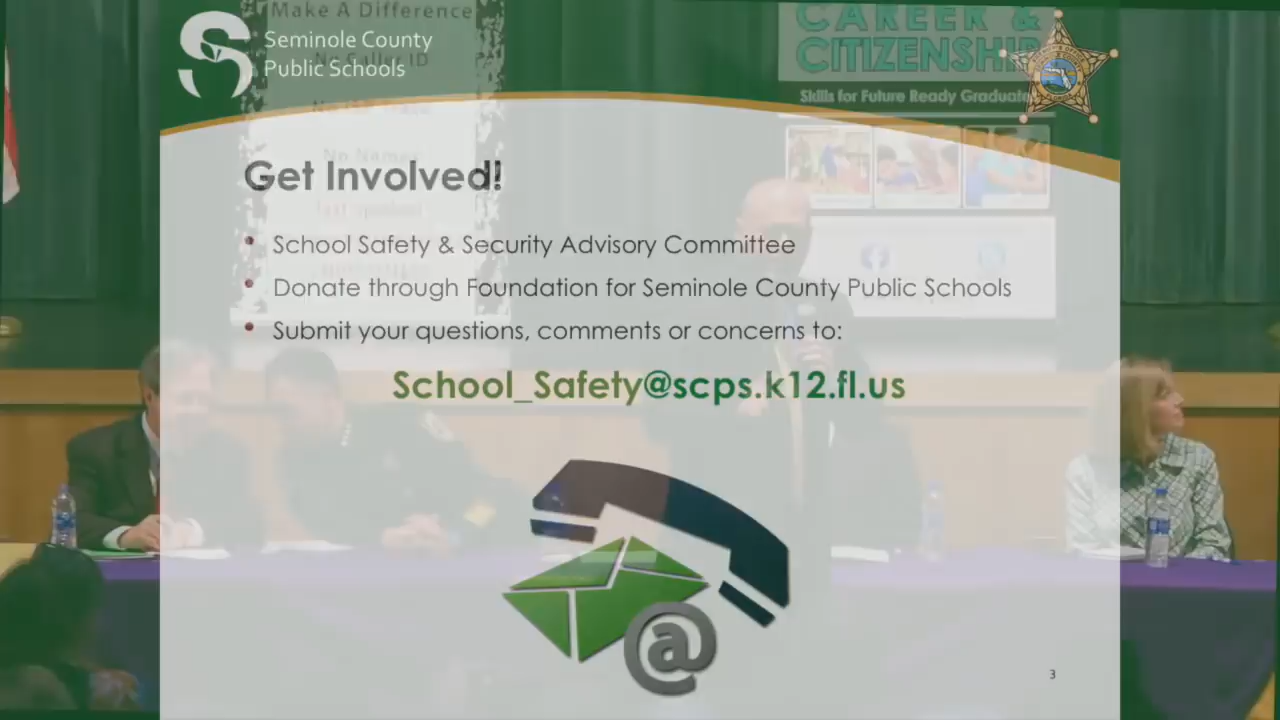 Make A Difference
Seminole County
Public Schools
CAREER &
CITIZENSHIP
Skills for Future Ready Graduates
No Names
Get Involved!
• School Safety & Security Advisory Committee
• Donate through Foundation for Seminole County Public Schools
• Submit your questions, comments or concerns to:
School_Safety@scps.k12.fl.us
@
3